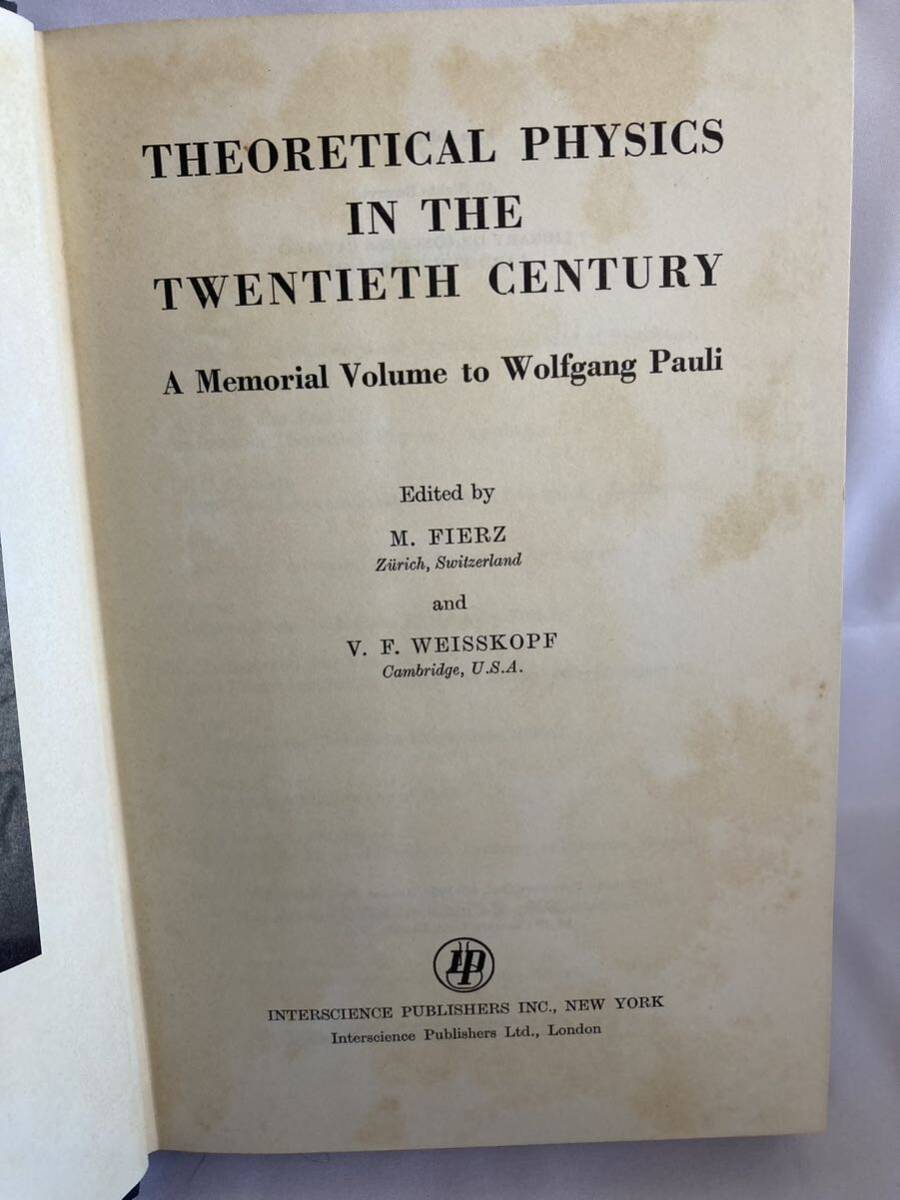 THEORETICAL PHYSICS
IN THE
TWENTIETH CENTURY
A Memorial Volume to Wolfgang Pauli
Edited by
M. FIERZ
Zürich, Switzerland
and
V. F. WEISSKOPF
Cambridge, U.S.A.
INTERSCIENCE PUBLISHERS INC., NEW YORK
Interscience Publishers Ltd., London